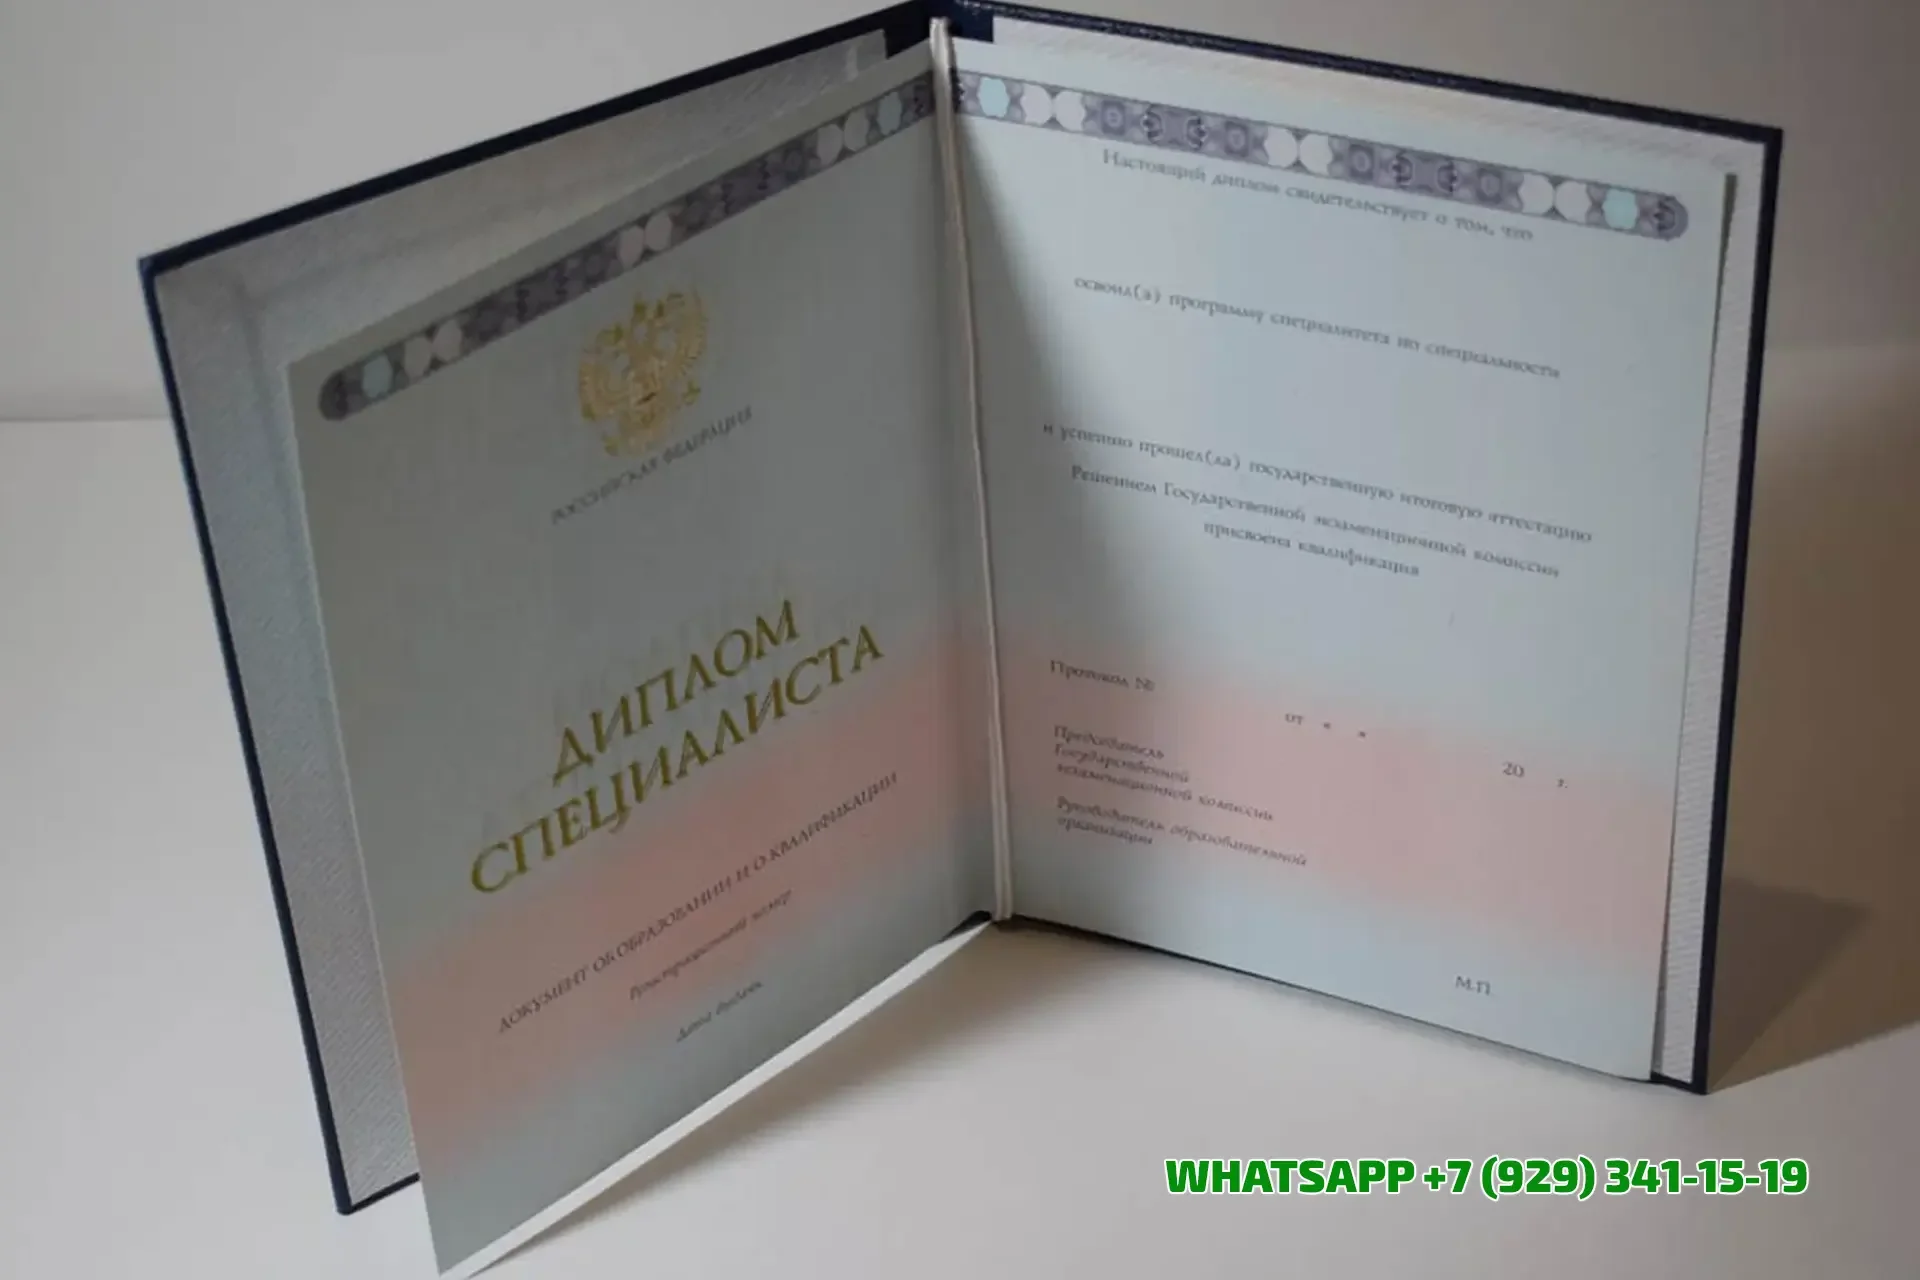 РОССИЙСКАЯ ФЕДЕРАЦИЯ
ДИПЛОМ
СПЕЦИАЛИСТА
ДОКУМЕНТ ОБ ОБРАЗОВАНИИ И О КВАЛИФИКАЦИИ
Регистрационный номер
Дата выдачи
Настоящий диплом свидетельствует о том, что
освоил(а) программу специалитета по специальности
и успешно прошел(ла) государственную итоговую аттестацию
Решением Государственной экзаменационной комиссии
присвоена квалификация
Протокол №
от « » 20 г.
Председатель
Государственной
экзаменационной комиссии
Руководитель образовательной
организации
М.П.
WHATSAPP +7 (929) 341-15-19